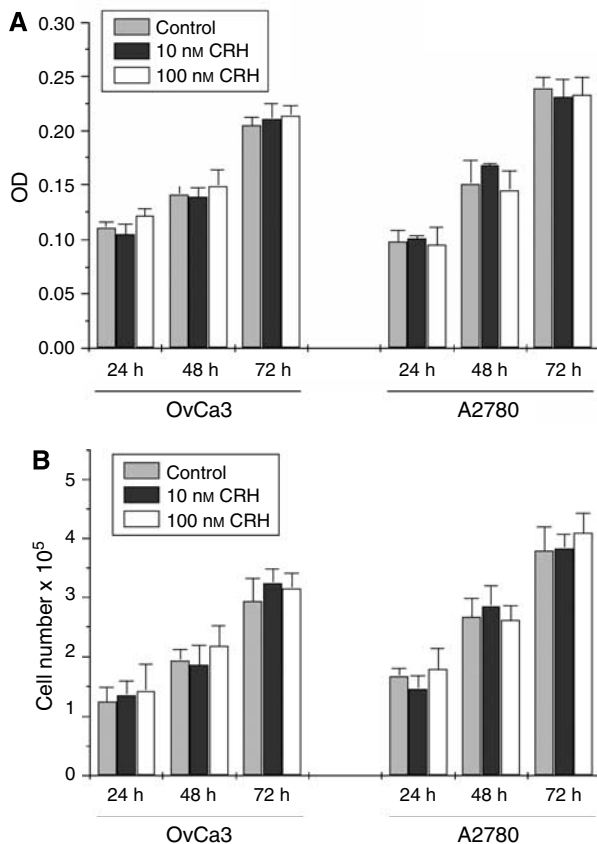 A
Control
10 nM CRH
100 nM CRH
OD
0.30
0.25
0.20
0.15
0.10
0.05
0.00
24 h 48 h 72 h 24 h 48 h 72 h
OvCa3 A2780
B
Control
10 nM CRH
100 nM CRH
Cell number x 10⁵
5
4
3
2
1
0
24 h 48 h 72 h 24 h 48 h 72 h
OvCa3 A2780